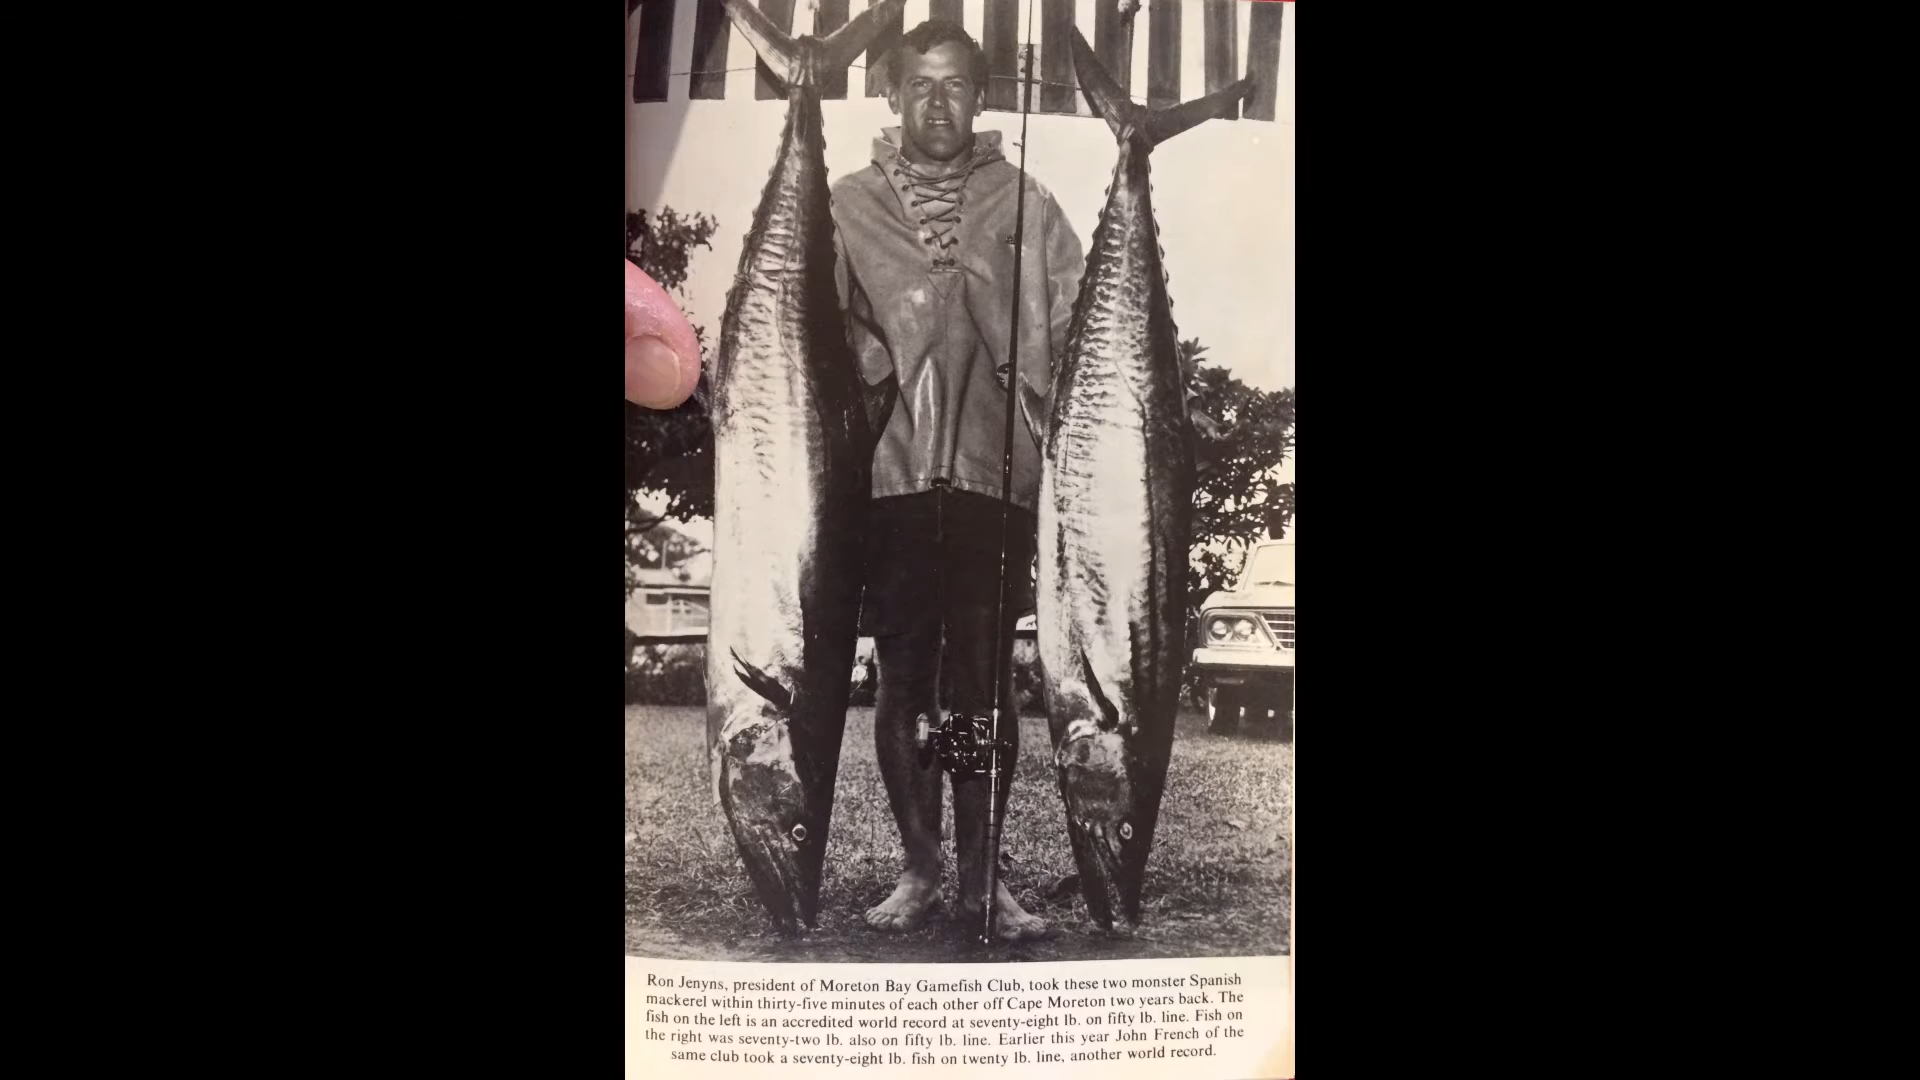 Ron Jenyns, president of Moreton Bay Gamefish Club, took these two monster Spanish
mackerel within thirty-five minutes of each other off Cape Moreton two years back. The
fish on the left is an accredited world record at seventy-eight lb. on fifty lb. line. Fish on
the right was seventy-two lb. also on fifty lb. line. Earlier this year John French of the
same club took a seventy-eight lb. fish on twenty lb. line, another world record.